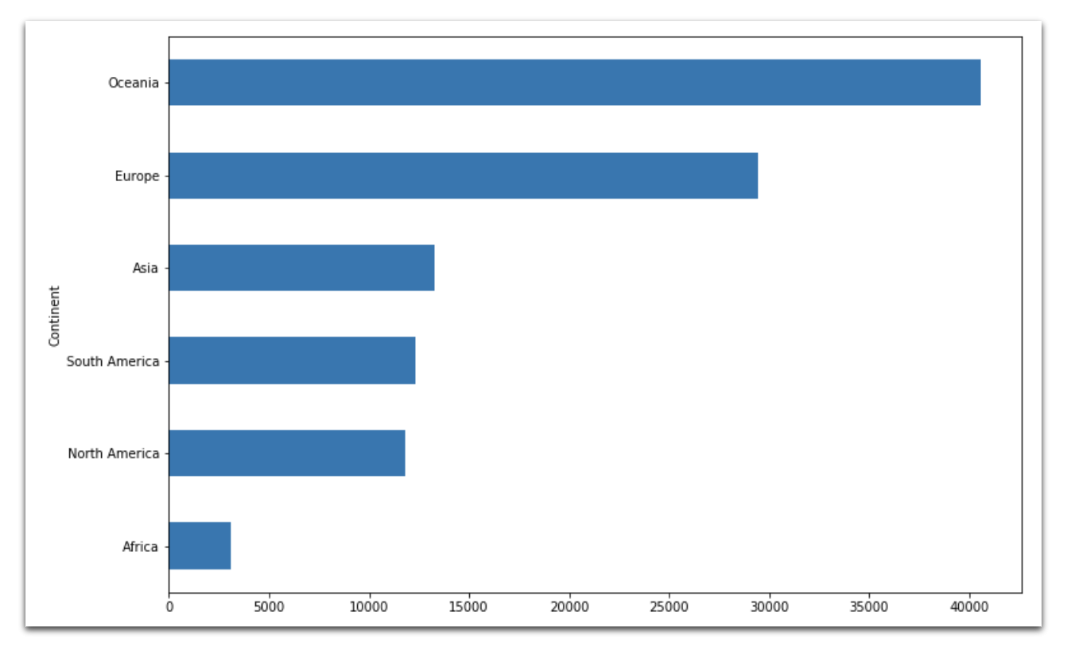 Oceania
Europe
Asia
Continent
South America
North America
Africa
0 5000 10000 15000 20000 25000 30000 35000 40000